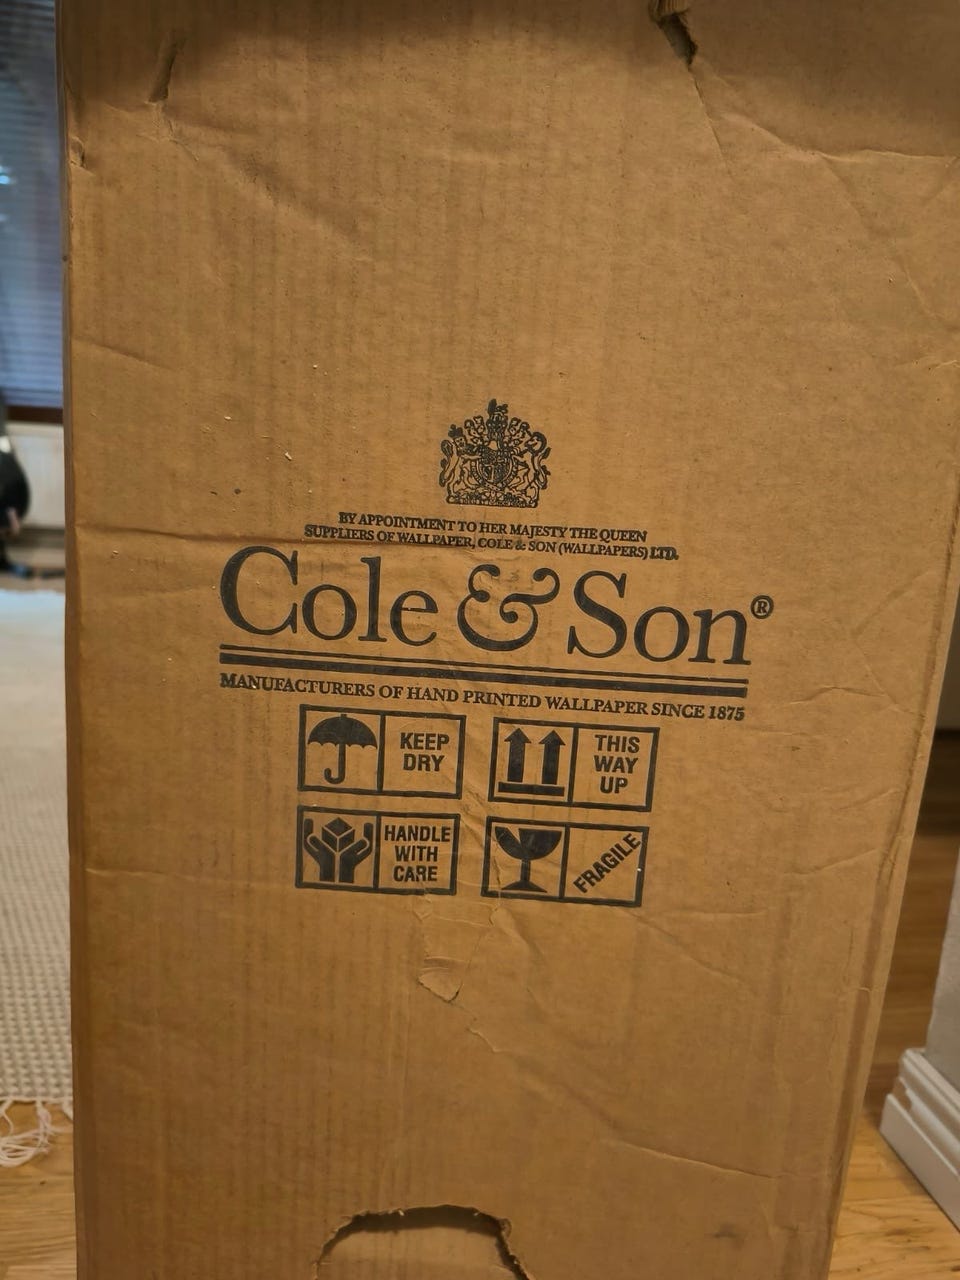 BY APPOINTMENT TO HER MAJESTY THE QUEEN
SUPPLIERS OF WALLPAPER, COLE & SON (WALLPAPERS) LTD.
Cole & Son®
MANUFACTURERS OF HAND PRINTED WALLPAPER SINCE 1875
KEEP
DRY
THIS
WAY
UP
HANDLE
WITH
CARE
FRAGILE